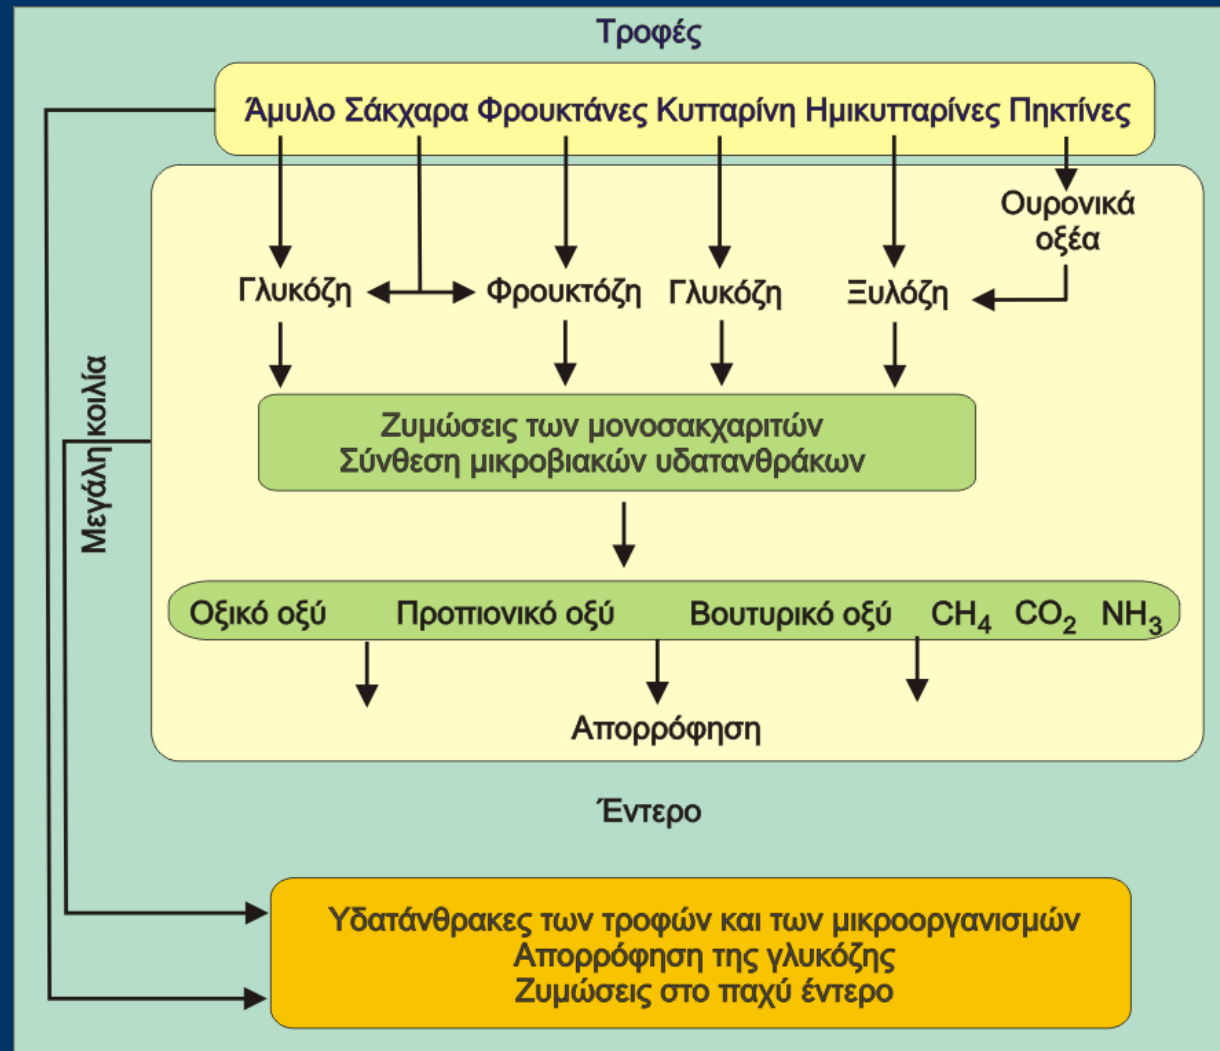 Τροφές
Άμυλο Σάκχαρα Φρουκτάνες Κυτταρίνη Ημικυτταρίνες Πηκτίνες
Ουρονικά
οξέα
Γλυκόζη Φρουκτόζη Γλυκόζη Ξυλόζη
Μεγάλη κοιλία
Ζυμώσεις των μονοσακχαριτών
Σύνθεση μικροβιακών υδατανθράκων
Οξικό οξύ Προπιονικό οξύ Βουτυρικό οξύ CH₄ CO₂ NH₃
Απορρόφηση
Έντερο
Υδατάνθρακες των τροφών και των μικροοργανισμών
Απορρόφηση της γλυκόζης
Ζυμώσεις στο παχύ έντερο